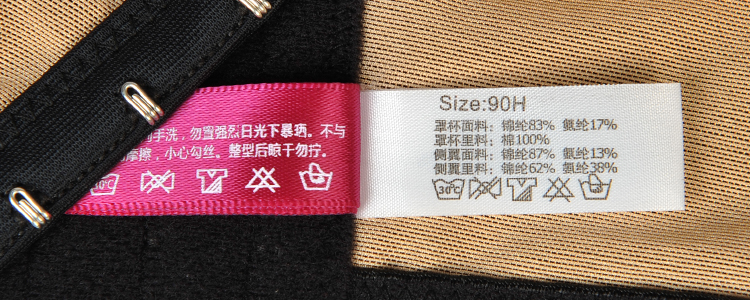 手洗，勿置强烈日光下暴晒。不与
摩擦，小心勾丝。整型后晾干勿拧。
30°C
Size:90H
罩杯面料：锦纶83% 氨纶17%
罩杯里料：棉100%
侧翼面料：锦纶87% 氨纶13%
侧翼里料：锦纶62% 氨纶38%
30°C